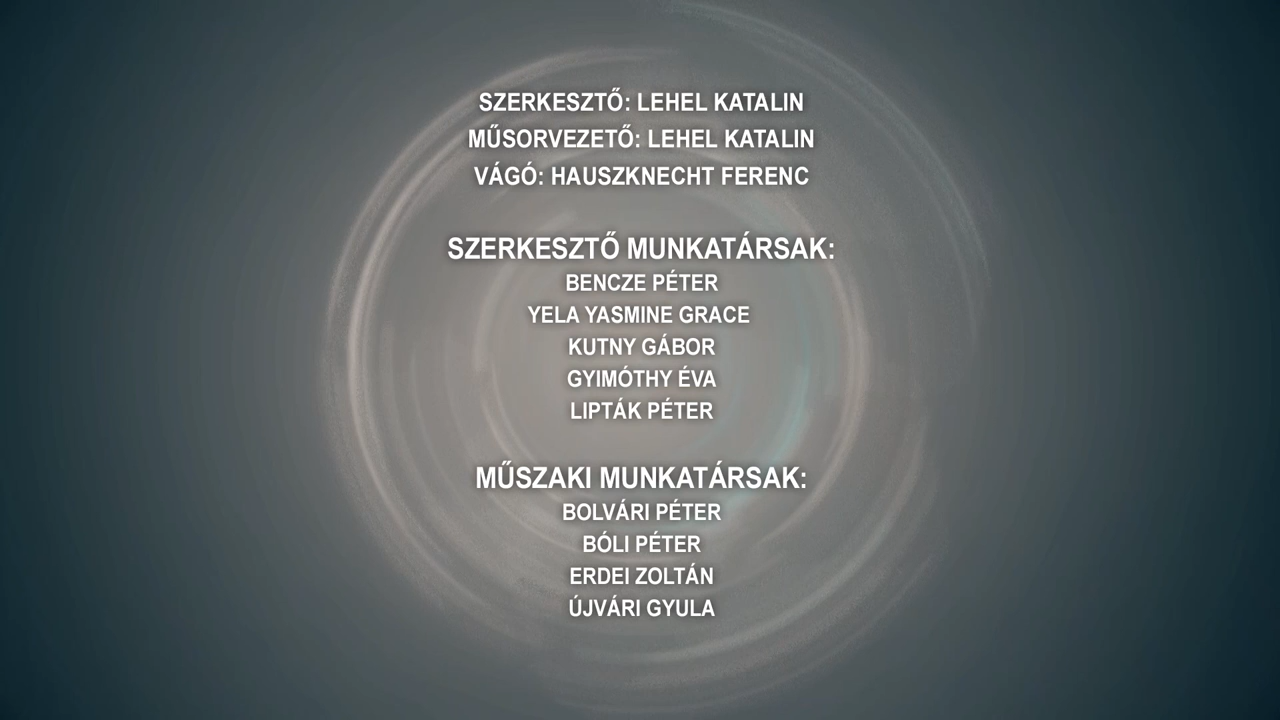 SZERKESZTŐ: LEHEL KATALIN
MŰSORVEZETŐ: LEHEL KATALIN
VÁGÓ: HAUSZKNECHT FERENC
SZERKESZTŐ MUNKATÁRSAK:
BENCZE PÉTER
YELA YASMINE GRACE
KUTNY GÁBOR
GYIMÓTHY ÉVA
LIPTÁK PÉTER
MŰSZAKI MUNKATÁRSAK:
BOLVÁRI PÉTER
BÓLI PÉTER
ERDEI ZOLTÁN
ÚJVÁRI GYULA